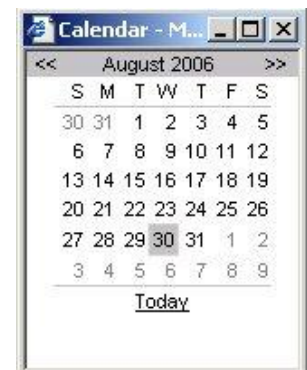 Calendar - M...
<< August 2006 >>
S M T W T F S
30 31 1 2 3 4 5
6 7 8 9 10 11 12
13 14 15 16 17 18 19
20 21 22 23 24 25 26
27 28 29 30 31 1 2
3 4 5 6 7 8 9
Today